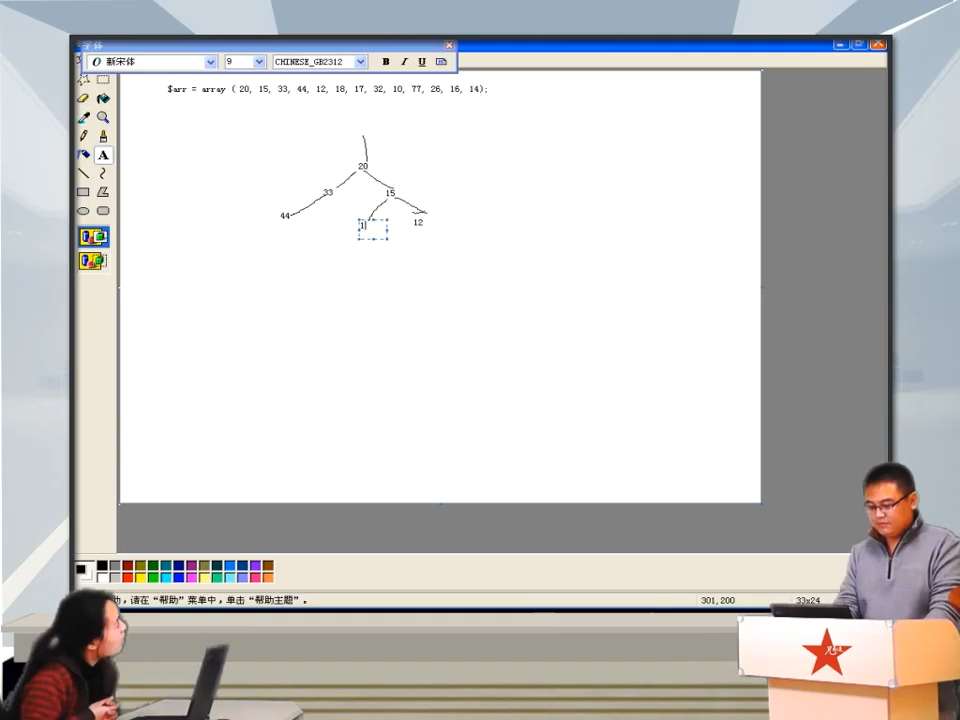 字体
新宋体 9 CHINESE_GB2312 B I U
$arr = array ( 20, 15, 33, 44, 12, 18, 17, 32, 10, 77, 26, 16, 14);
20
33 15
44 1 12
A
助,请在“帮助”菜单中,单击“帮助主题”。 301,200 33x24